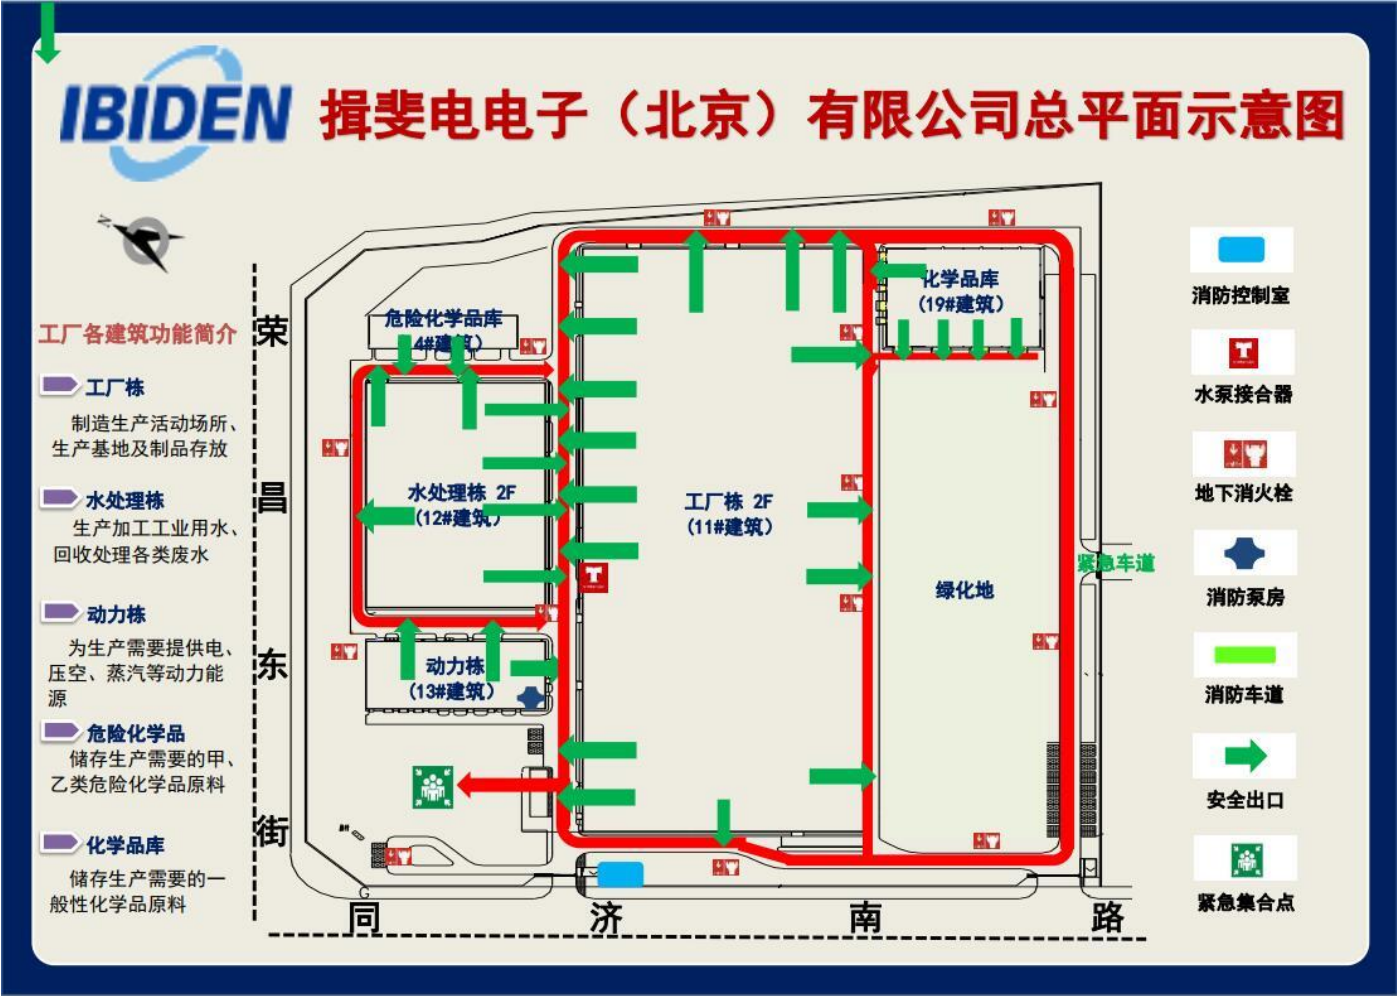 IBIDEN
揖斐电电子（北京）有限公司总平面示意图
N
工厂各建筑功能简介
工厂栋
制造生产活动场所、
生产基地及制品存放
水处理栋
生产加工工业用水、
回收处理各类废水
动力栋
为生产需要提供电、
压空、蒸汽等动力能
源
危险化学品
储存生产需要的甲、
乙类危险化学品原料
化学品库
储存生产需要的一
般性化学品原料
荣
昌
东
街
危险化学品库
4#建筑）
水处理栋 2F
(12#建筑)
动力栋
(13#建筑)
工厂栋 2F
(11#建筑)
化学品库
(19#建筑)
绿化地
紧急车道
同
济
南
路
消防控制室
水泵接合器
地下消火栓
消防泵房
消防车道
安全出口
紧急集合点